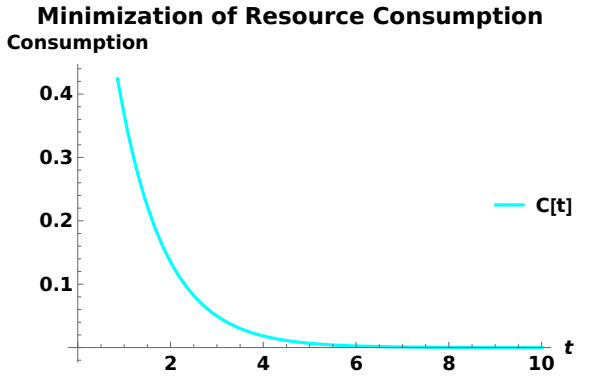 Minimization of Resource Consumption
Consumption
0.4
0.3
0.2
0.1
C[t]
t
2 4 6 8 10